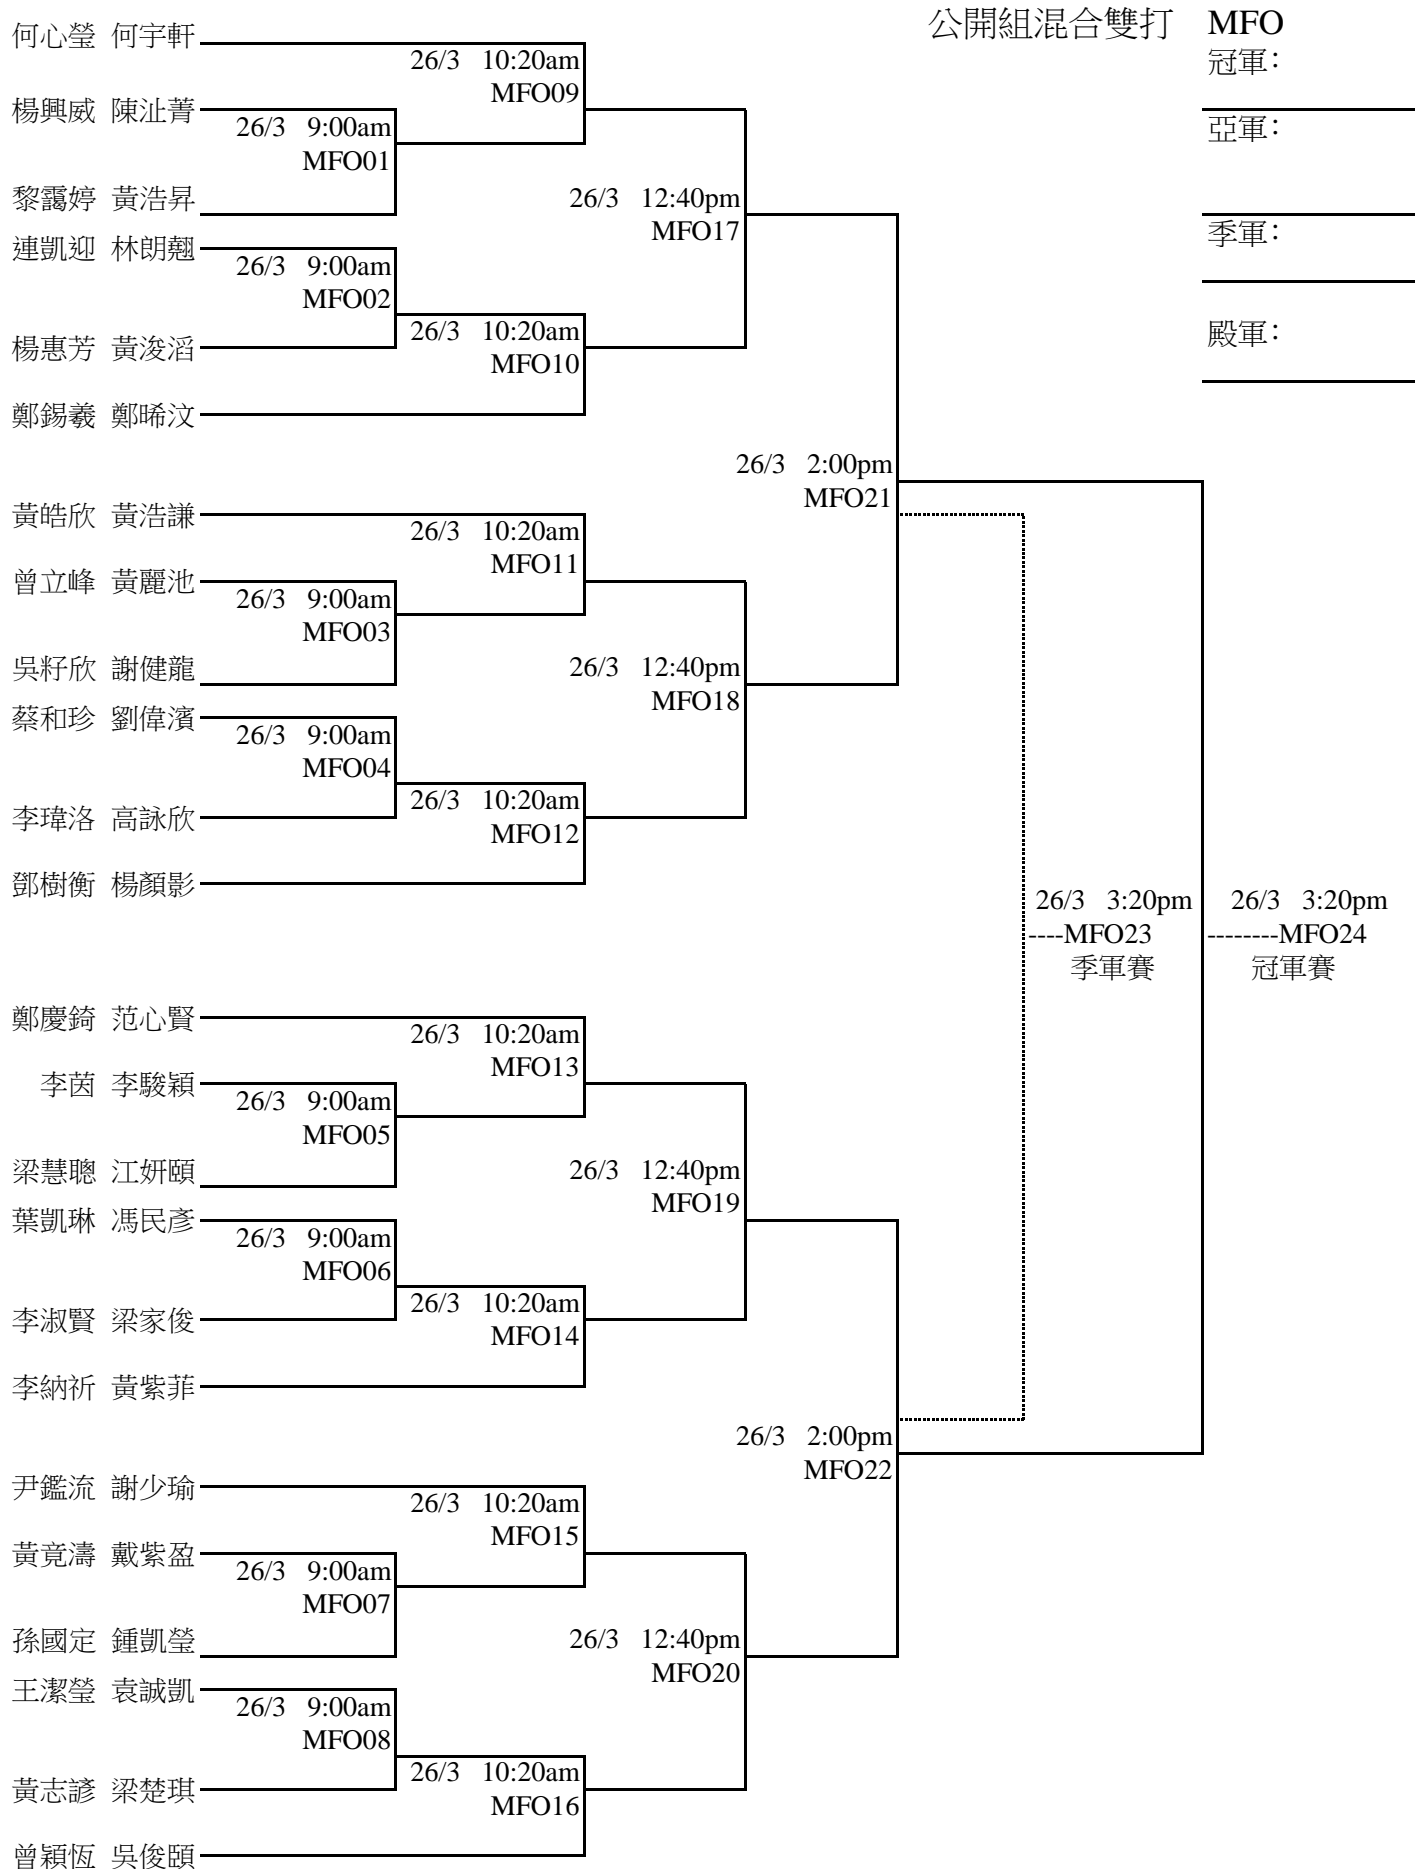 公開組混合雙打 MFO
何心瑩 何宇軒
冠軍：
26/3 10:20am
MFO09
楊興威 陳沚菁
亞軍：
26/3 9:00am
MFO01
黎靄婷 黃浩昇
26/3 12:40pm
MFO17
季軍：
連凱迎 林朗翹
26/3 9:00am
MFO02
26/3 10:20am
MFO10
楊惠芳 黃浚滔
殿軍：
鄭錫羲 鄭晞汶
26/3 2:00pm
MFO21
黃皓欣 黃浩謙
26/3 10:20am
MFO11
曾立峰 黃麗池
26/3 9:00am
MFO03
吳籽欣 謝健龍
26/3 12:40pm
MFO18
蔡和珍 劉偉濱
26/3 9:00am
MFO04
26/3 10:20am
MFO12
李瑋洛 高詠欣
鄧樹衡 楊顏影
26/3 3:20pm
----MFO23
季軍賽
26/3 3:20pm
--------MFO24
冠軍賽
鄭慶錡 范心賢
26/3 10:20am
MFO13
李茵 李駿穎
26/3 9:00am
MFO05
梁慧聰 江妍頤
26/3 12:40pm
MFO19
葉凱琳 馮民彥
26/3 9:00am
MFO06
26/3 10:20am
MFO14
李淑賢 梁家俊
李納祈 黃紫菲
26/3 2:00pm
MFO22
尹鑑流 謝少瑜
26/3 10:20am
MFO15
黃竟濤 戴紫盈
26/3 9:00am
MFO07
孫國定 鍾凱瑩
26/3 12:40pm
MFO20
王潔瑩 袁誠凱
26/3 9:00am
MFO08
26/3 10:20am
MFO16
黃志諺 梁楚琪
曾穎恆 吳俊頤